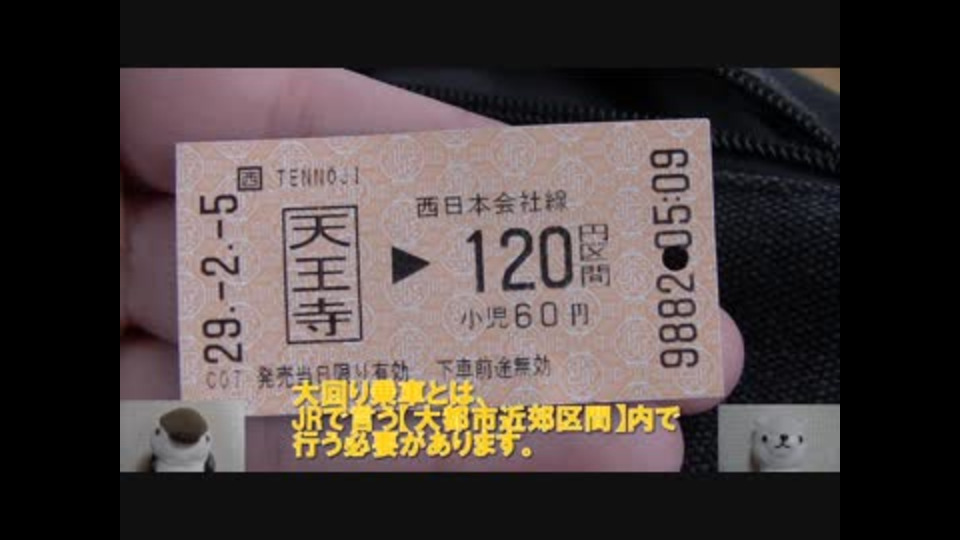 西 TENNOJI
29.-2.-5
天王寺
▶
西日本会社線
120円区間
小児60円
9882 05:09
発売当日限り有効 下車前途無効
大回り乗車とは、
JRで言う【大都市近郊区間】内で
行う必要があります。